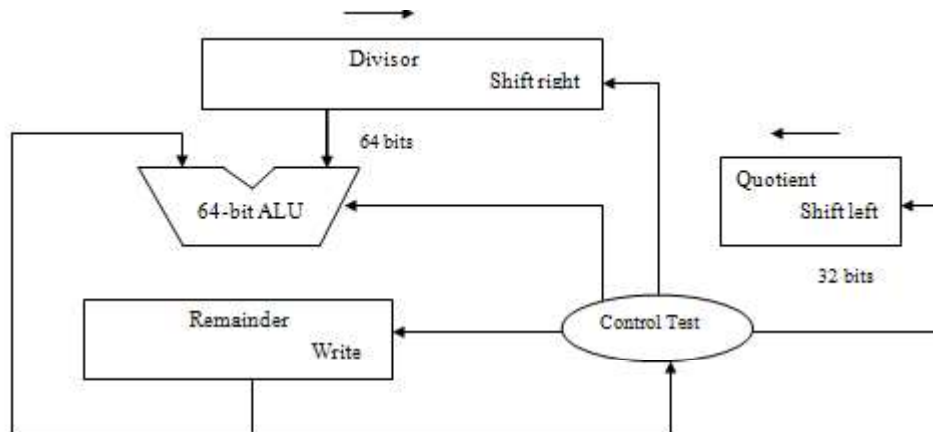 Divisor
Shift right
64 bits
64-bit ALU
Quotient
Shift left
32 bits
Remainder
Write
Control Test